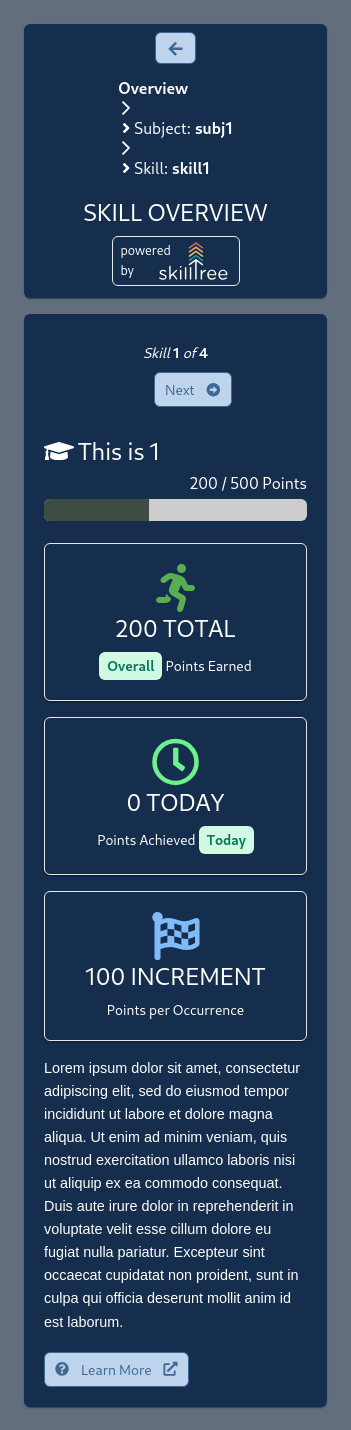 Overview
Subject: subj1
Skill: skill1
SKILL OVERVIEW
powered
by
skillTree
Skill 1 of 4
Next
This is 1
200 / 500 Points
200 TOTAL
Overall Points Earned
0 TODAY
Points Achieved Today
100 INCREMENT
Points per Occurrence
Lorem ipsum dolor sit amet, consectetur
adipiscing elit, sed do eiusmod tempor
incididunt ut labore et dolore magna
aliqua. Ut enim ad minim veniam, quis
nostrud exercitation ullamco laboris nisi
ut aliquip ex ea commodo consequat.
Duis aute irure dolor in reprehenderit in
voluptate velit esse cillum dolore eu
fugiat nulla pariatur. Excepteur sint
occaecat cupidatat non proident, sunt in
culpa qui officia deserunt mollit anim id
est laborum.
Learn More